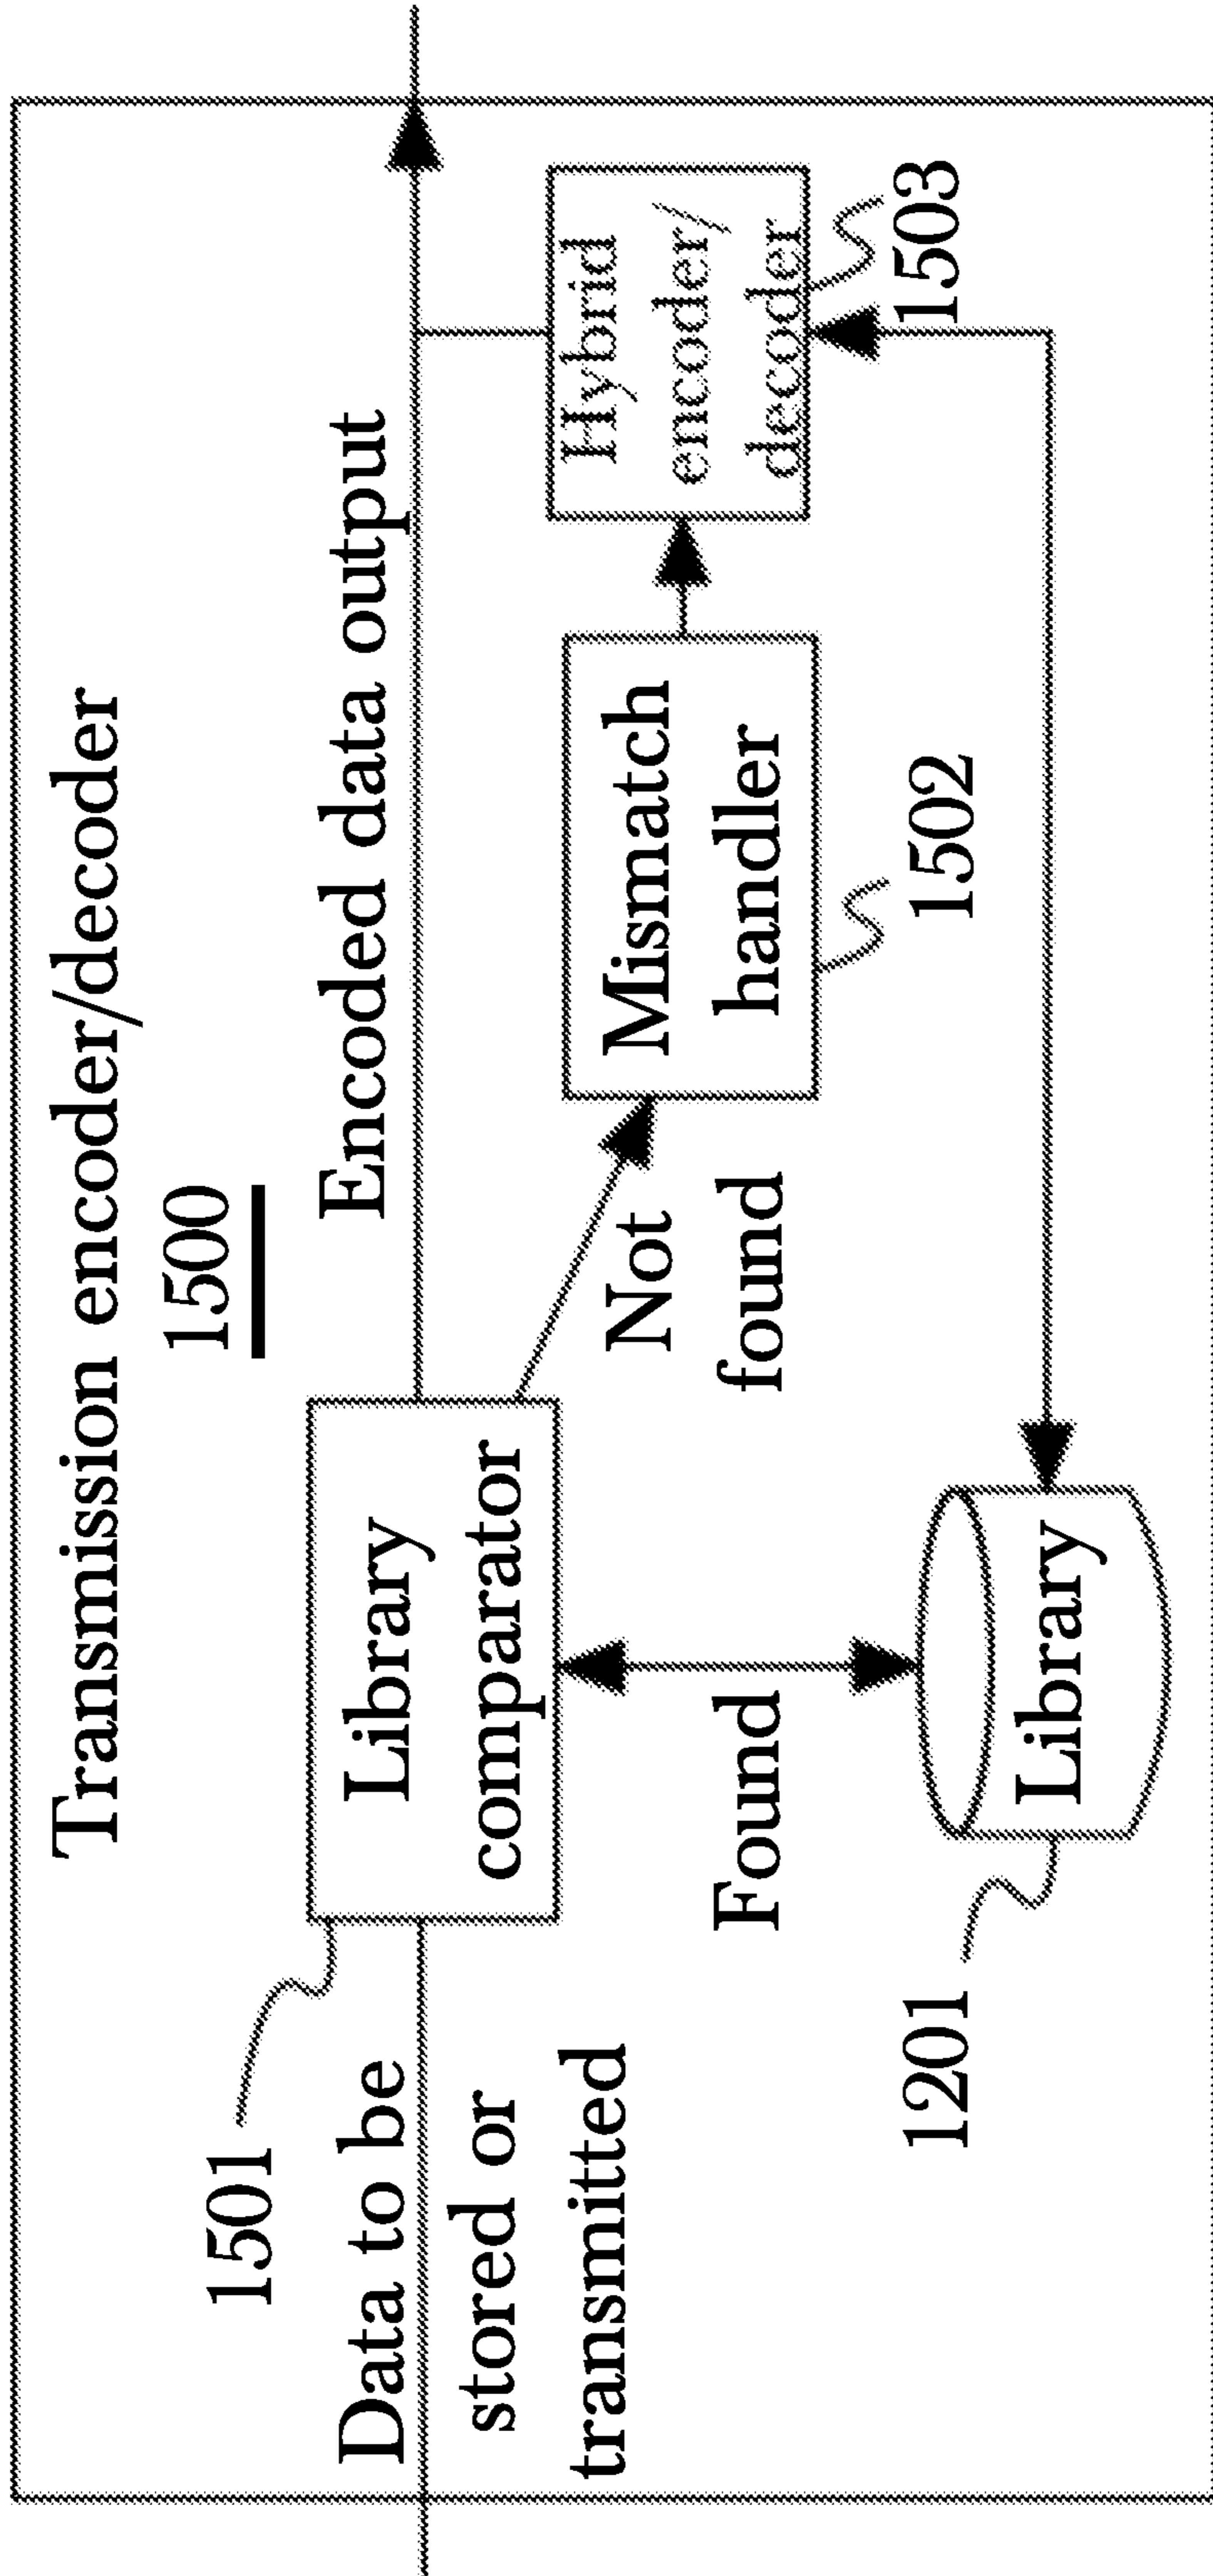 Transmission encoder/decoder
1500
1501
Data to be
stored or
transmitted
Library
comparator
Encoded data output
Not
found
Mismatch
handler
1502
Hybrid
encoder/
decoder
1503
Found
Library
1201